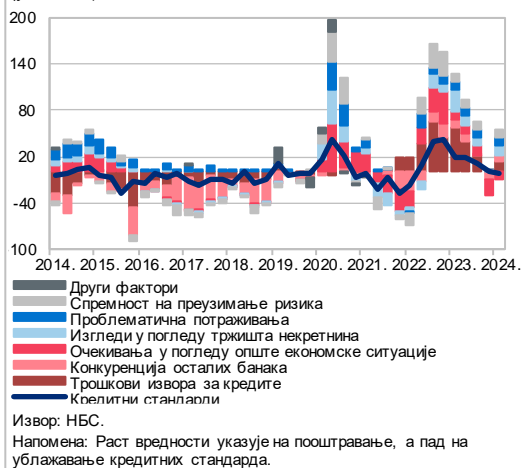 200
140
80
20
-40
100
2014. 2015. 2016. 2017. 2018. 2019. 2020. 2021. 2022. 2023. 2024.
Други фактори
Спремност на преузимање ризика
Проблематична потраживања
Изгледи у погледу тржишта некретнина
Очекивања у погледу опште економске ситуације
Конкуренција осталих банака
Трошкови извора за кредите
Кредитни стандарди
Извор: НБС.
Напомена: Раст вредности указује на пооштравање, а пад на
ублажавање кредитних стандарда.